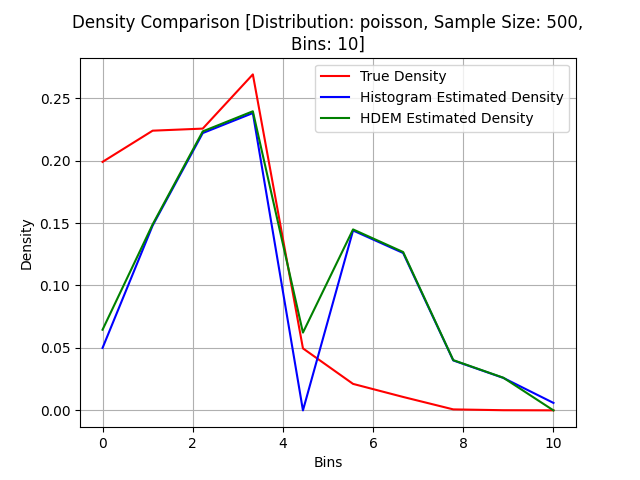 Density Comparison [Distribution: poisson, Sample Size: 500,
Bins: 10]
True Density
Histogram Estimated Density
HDEM Estimated Density
Density
0.25
0.20
0.15
0.10
0.05
0.00
0
2
4
6
8
10
Bins